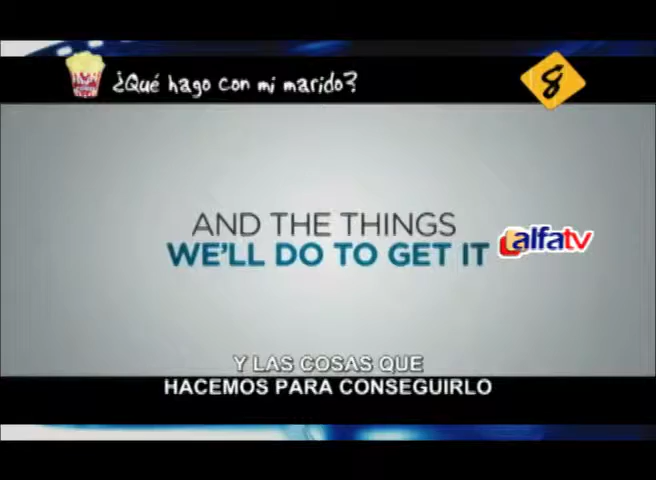 ¿Qué hago con mi marido?
8
AND THE THINGS
WE'LL DO TO GET IT
alfatv
Y LAS COSAS QUE
HACEMOS PARA CONSEGUIRLO